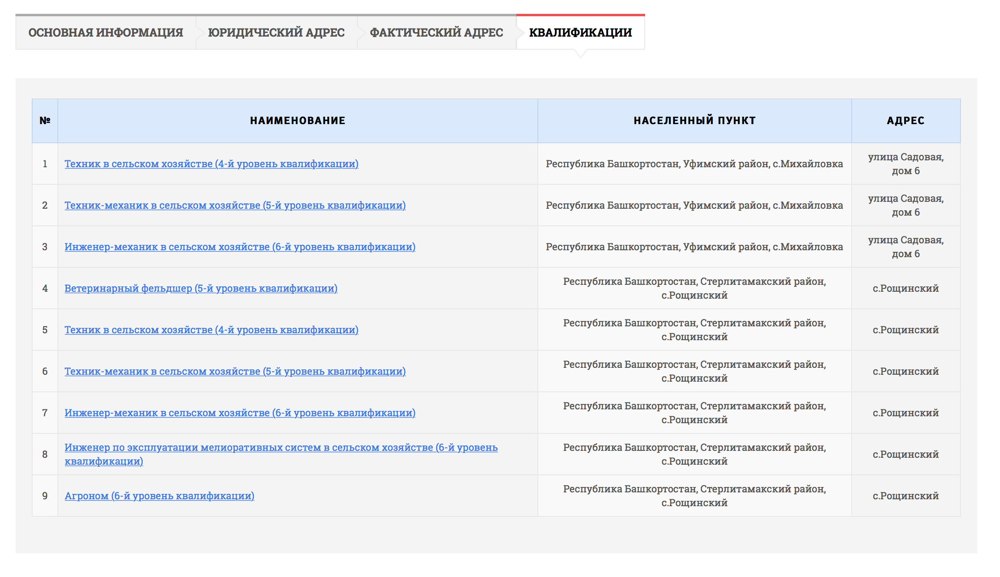 ОСНОВНАЯ ИНФОРМАЦИЯ
ЮРИДИЧЕСКИЙ АДРЕС
ФАКТИЧЕСКИЙ АДРЕС
КВАЛИФИКАЦИИ
№
НАИМЕНОВАНИЕ
НАСЕЛЕННЫЙ ПУНКТ
АДРЕС
1
Техник в сельском хозяйстве (4-й уровень квалификации)
Республика Башкортостан, Уфимский район, с.Михайловка
улица Садовая,
дом 6
2
Техник-механик в сельском хозяйстве (5-й уровень квалификации)
Республика Башкортостан, Уфимский район, с.Михайловка
улица Садовая,
дом 6
3
Инженер-механик в сельском хозяйстве (6-й уровень квалификации)
Республика Башкортостан, Уфимский район, с.Михайловка
улица Садовая,
дом 6
4
Ветеринарный фельдшер (5-й уровень квалификации)
Республика Башкортостан, Стерлитамакский район,
с.Рощинский
с.Рощинский
5
Техник в сельском хозяйстве (4-й уровень квалификации)
Республика Башкортостан, Стерлитамакский район,
с.Рощинский
с.Рощинский
6
Техник-механик в сельском хозяйстве (5-й уровень квалификации)
Республика Башкортостан, Стерлитамакский район,
с.Рощинский
с.Рощинский
7
Инженер-механик в сельском хозяйстве (6-й уровень квалификации)
Республика Башкортостан, Стерлитамакский район,
с.Рощинский
с.Рощинский
8
Инженер по эксплуатации мелиоративных систем в сельском хозяйстве (6-й уровень
квалификации)
Республика Башкортостан, Стерлитамакский район,
с.Рощинский
с.Рощинский
9
Агроном (6-й уровень квалификации)
Республика Башкортостан, Стерлитамакский район,
с.Рощинский
с.Рощинский